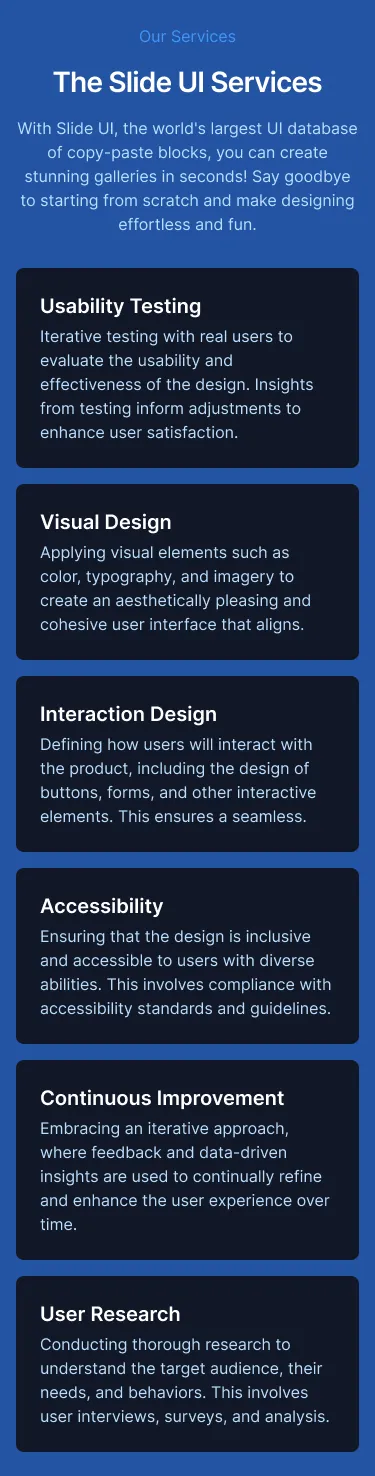 Our Services
The Slide UI Services
With Slide UI, the world's largest UI database
of copy-paste blocks, you can create
stunning galleries in seconds! Say goodbye
to starting from scratch and make designing
effortless and fun.
Usability Testing
Iterative testing with real users to
evaluate the usability and
effectiveness of the design. Insights
from testing inform adjustments to
enhance user satisfaction.
Visual Design
Applying visual elements such as
color, typography, and imagery to
create an aesthetically pleasing and
cohesive user interface that aligns.
Interaction Design
Defining how users will interact with
the product, including the design of
buttons, forms, and other interactive
elements. This ensures a seamless.
Accessibility
Ensuring that the design is inclusive
and accessible to users with diverse
abilities. This involves compliance with
accessibility standards and guidelines.
Continuous Improvement
Embracing an iterative approach,
where feedback and data-driven
insights are used to continually refine
and enhance the user experience over
time.
User Research
Conducting thorough research to
understand the target audience, their
needs, and behaviors. This involves
user interviews, surveys, and analysis.